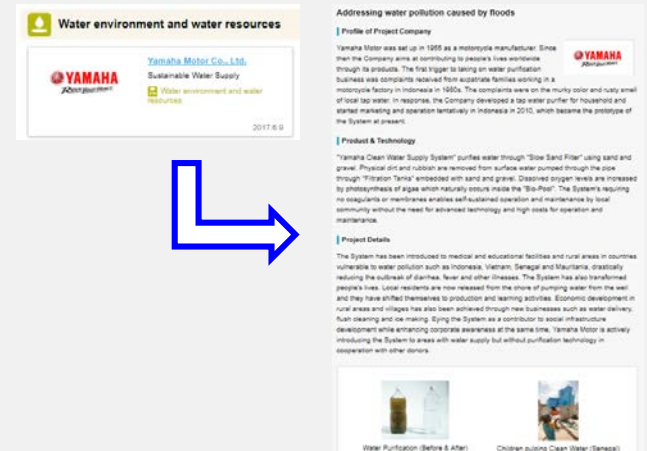 Water environment and water resources
YAMAHA
Yamaha Motor Co., Ltd.
Sustainable Water Supply
Water environment and water
resources
2017.6.9
Addressing water pollution caused by floods
Profile of Project Company
Yamaha Motor was set up in 1955 as a motorcycle manufacturer. Since
then the Company aims at contributing to people's lives worldwide
through its products. The first trigger to taking on water purification
business was complaints received from expatriate families working in a
motorcycle factory in Indonesia in 1980s. The complaints were on the murky color and rusty smell
of local tap water. In response, the Company developed a tap water purifier for household and
started marketing and operation tentatively in Indonesia in 2010, which became the prototype of
the System at present.
YAMAHA
Product & Technology
"Yamaha Clean Water Supply System" purifies water through "Slow Sand Filter" using sand and
gravel. Physical dirt and rubbish are removed from surface water pumped through the pipe
through "Filtration Tanks" embedded with sand and gravel. Dissolved oxygen levels are increased
by photosynthesis of algae which naturally occurs inside the "Bio-Pool". The System's requiring
no coagulants or membranes enables self-sustained operation and maintenance by local
community without the need for advanced technology and high costs for operation and
maintenance.
Project Details
The System has been introduced to medical and educational facilities and rural areas in countries
vulnerable to water pollution such as Indonesia, Vietnam, Senegal and Mauritania, drastically
reducing the outbreak of diarrhea, fever and other illnesses. The System has also transformed
people's lives. Local residents are now released from the chore of pumping water from the well
and they have shifted themselves to production and learning activities. Economic development in
rural areas and villages has also been achieved through new businesses such as water delivery,
flush cleaning and ice making. Eying the System as a contributor to social infrastructure
development while enhancing corporate awareness at the same time, Yamaha Motor is actively
introducing the System to areas with water supply but without purification technology in
cooperation with other donors.
Water Purification (Before & After)
Children gulping Clean Water (Senegal)